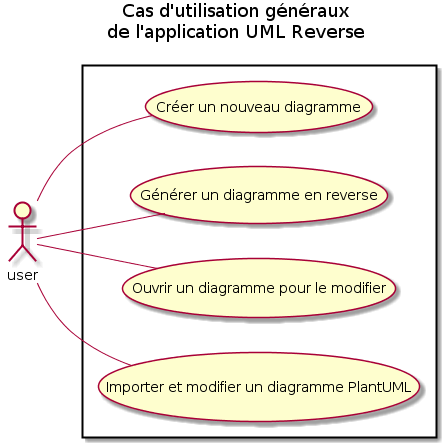 Cas d'utilisation généraux
de l'application UML Reverse
Créer un nouveau diagramme
Générer un diagramme en reverse
user
Ouvrir un diagramme pour le modifier
Importer et modifier un diagramme PlantUML